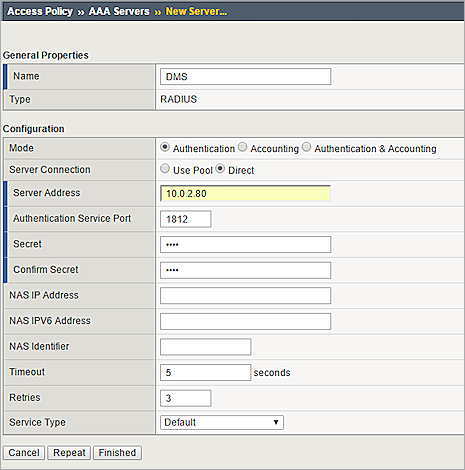 Access Policy ›› AAA Servers ›› New Server...
General Properties
Name DMS
Type RADIUS
Configuration
Mode Authentication Accounting Authentication & Accounting
Server Connection Use Pool Direct
Server Address 10.0.2.80
Authentication Service Port 1812
Secret ••••
Confirm Secret ••••
NAS IP Address
NAS IPV6 Address
NAS Identifier
Timeout 5 seconds
Retries 3
Service Type Default
Cancel Repeat Finished